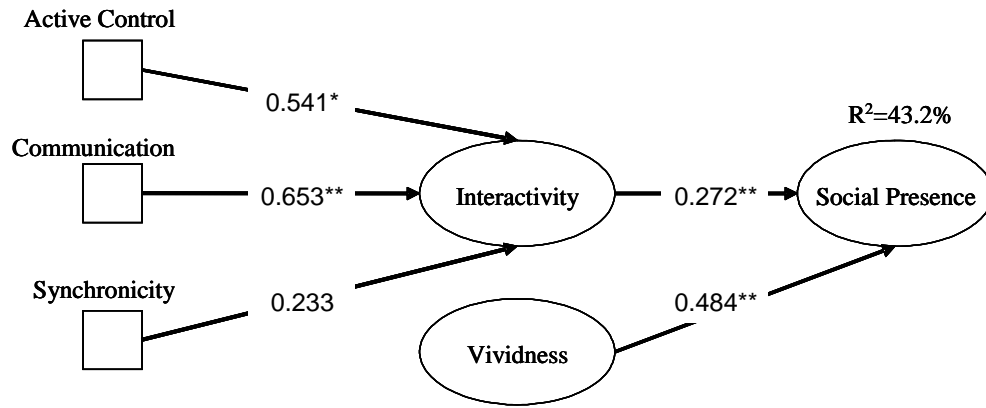 Active Control
0.541*
R²=43.2%
Communication
0.653**
Interactivity
0.272**
Social Presence
Synchronicity
0.233
0.484**
Vividness